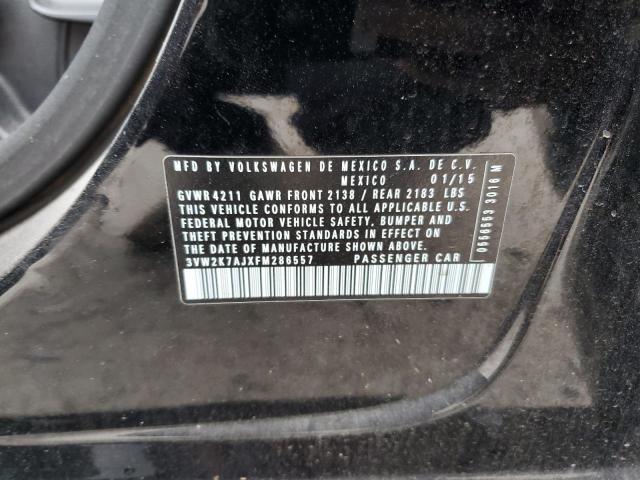 MFD BY VOLKSWAGEN DE MEXICO S.A. DE C.V.
MEXICO 01/15
GVWR 4211 GAWR FRONT 2138 / REAR 2183 LBS
THIS VEHICLE CONFORMS TO ALL APPLICABLE U.S.
FEDERAL MOTOR VEHICLE SAFETY, BUMPER AND
THEFT PREVENTION STANDARDS IN EFFECT ON
THE DATE OF MANUFACTURE SHOWN ABOVE.
3VW2K7AJXFM286557 PASSENGER CAR
3016 M